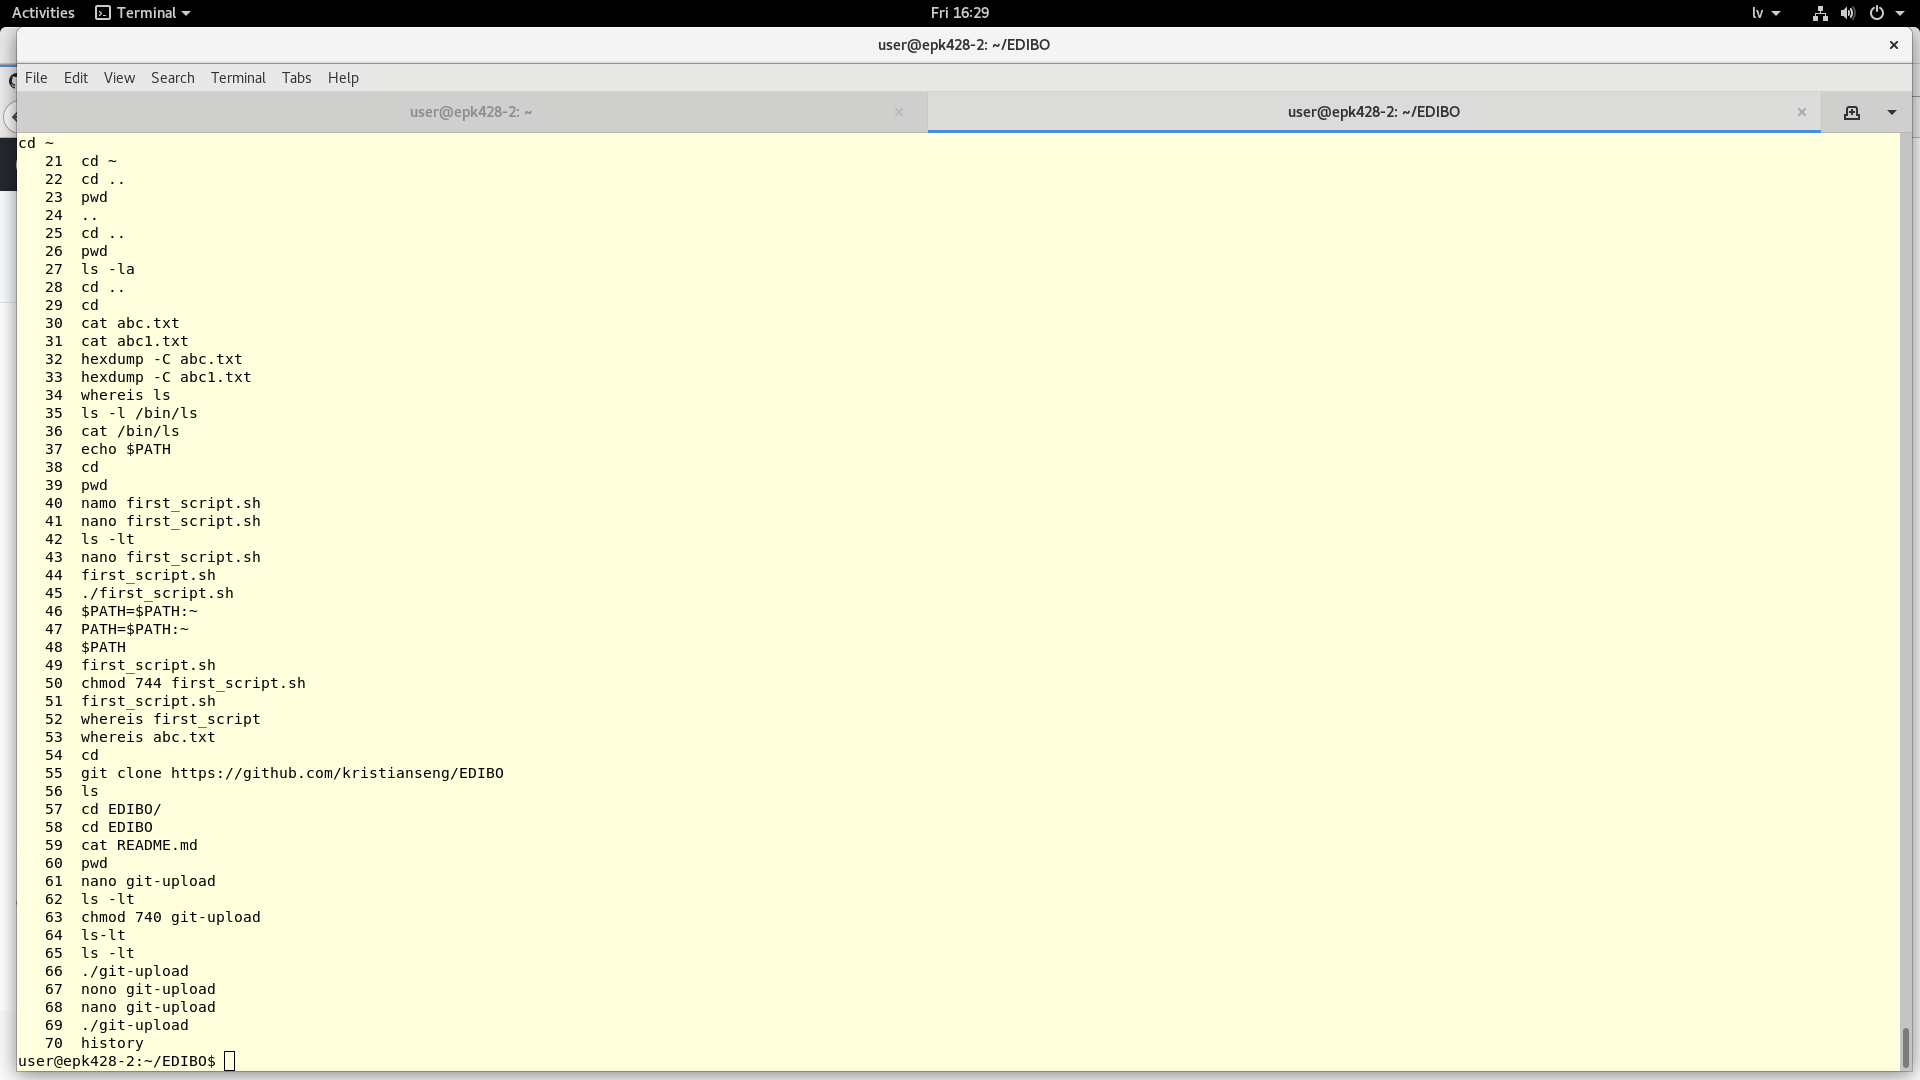 Activities Terminal Fri 16:29 lv
user@epk428-2: ~/EDIBO
File Edit View Search Terminal Tabs Help
user@epk428-2: ~ user@epk428-2: ~/EDIBO
cd ~
21 cd ~
22 cd ..
23 pwd
24 ..
25 cd ..
26 pwd
27 ls -la
28 cd ..
29 cd
30 cat abc.txt
31 cat abc1.txt
32 hexdump -C abc.txt
33 hexdump -C abc1.txt
34 whereis ls
35 ls -l /bin/ls
36 cat /bin/ls
37 echo $PATH
38 cd
39 pwd
40 namo first_script.sh
41 nano first_script.sh
42 ls -lt
43 nano first_script.sh
44 first_script.sh
45 ./first_script.sh
46 $PATH=$PATH:~
47 PATH=$PATH:~
48 $PATH
49 first_script.sh
50 chmod 744 first_script.sh
51 first_script.sh
52 whereis first_script
53 whereis abc.txt
54 cd
55 git clone https://github.com/kristianseng/EDIBO
56 ls
57 cd EDIBO/
58 cd EDIBO
59 cat README.md
60 pwd
61 nano git-upload
62 ls -lt
63 chmod 740 git-upload
64 ls-lt
65 ls -lt
66 ./git-upload
67 nono git-upload
68 nano git-upload
69 ./git-upload
70 history
user@epk428-2:~/EDIBO$